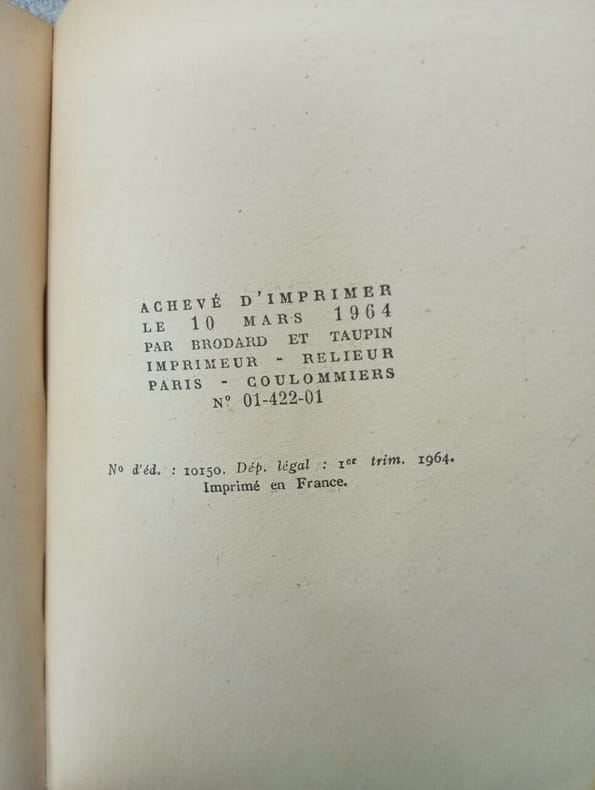 ACHEVÉ D'IMPRIMER
LE 10 MARS 1964
PAR BRODARD ET TAUPIN
IMPRIMEUR - RELIEUR
PARIS - COULOMMIERS
N° 01-422-01
N° d'éd. : 10150. Dép. légal : 1er trim. 1964.
Imprimé en France.